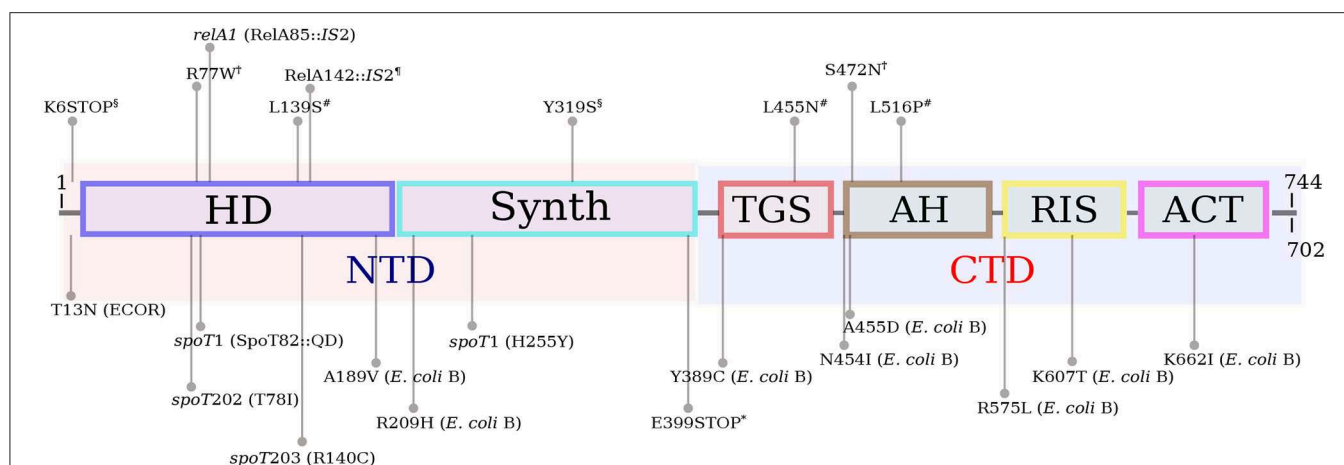 relA1 (RelA85::IS2)
R77W†
RelA142::IS2¶
S472N†
K6STOP§
L139S#
Y319S§
L455N#
L516P#
1
744
HD
Synth
TGS
AH
RIS
ACT
702
NTD
CTD
T13N (ECOR)
spoT1 (SpoT82::QD)
spoT1 (H255Y)
A455D (E. coli B)
N454I (E. coli B)
K662I (E. coli B)
A189V (E. coli B)
Y389C (E. coli B)
K607T (E. coli B)
spoT202 (T78I)
R575L (E. coli B)
R209H (E. coli B)
E399STOP*
spoT203 (R140C)